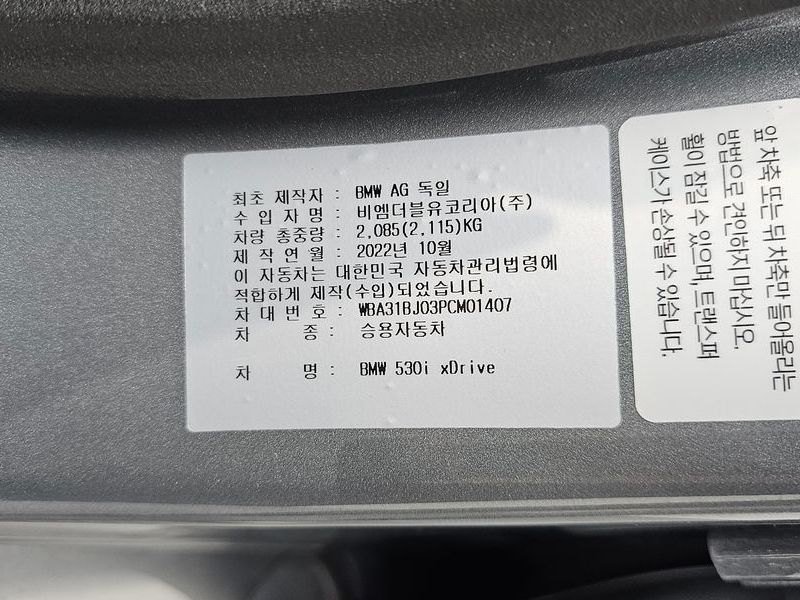 최초 제작자 : BMW AG 독일
수 입 자 명 : 비엠더블유코리아(주)
차량 총중량 : 2,085(2,115)KG
제 작 연 월 : 2022년 10월
이 자동차는 대한민국 자동차관리법령에
적합하게 제작(수입)되었습니다.
차 대 번 호 : WBA31BJ03PCM01407
차 종 : 승용자동차
차 명 : BMW 530i xDrive
앞 차축 또는 뒤 차축만 들어올리는
방법으로 견인하지 마십시오.
휠이 잠길 수 있으며, 트랜스퍼
케이스가 손상될 수 있습니다.